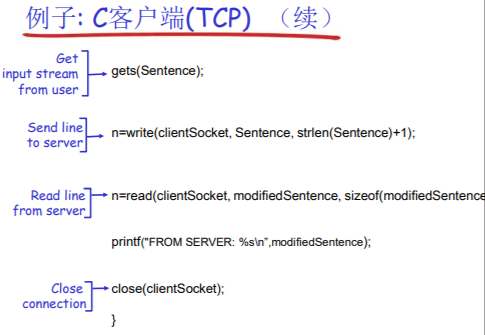 例子: C客户端(TCP) （续）
Get
input stream
from user
gets(Sentence);
Send line
to server
n=write(clientSocket, Sentence, strlen(Sentence)+1);
Read line
from server
n=read(clientSocket, modifiedSentence, sizeof(modifiedSentence
printf("FROM SERVER: %s\n",modifiedSentence);
Close
connection
close(clientSocket);
}